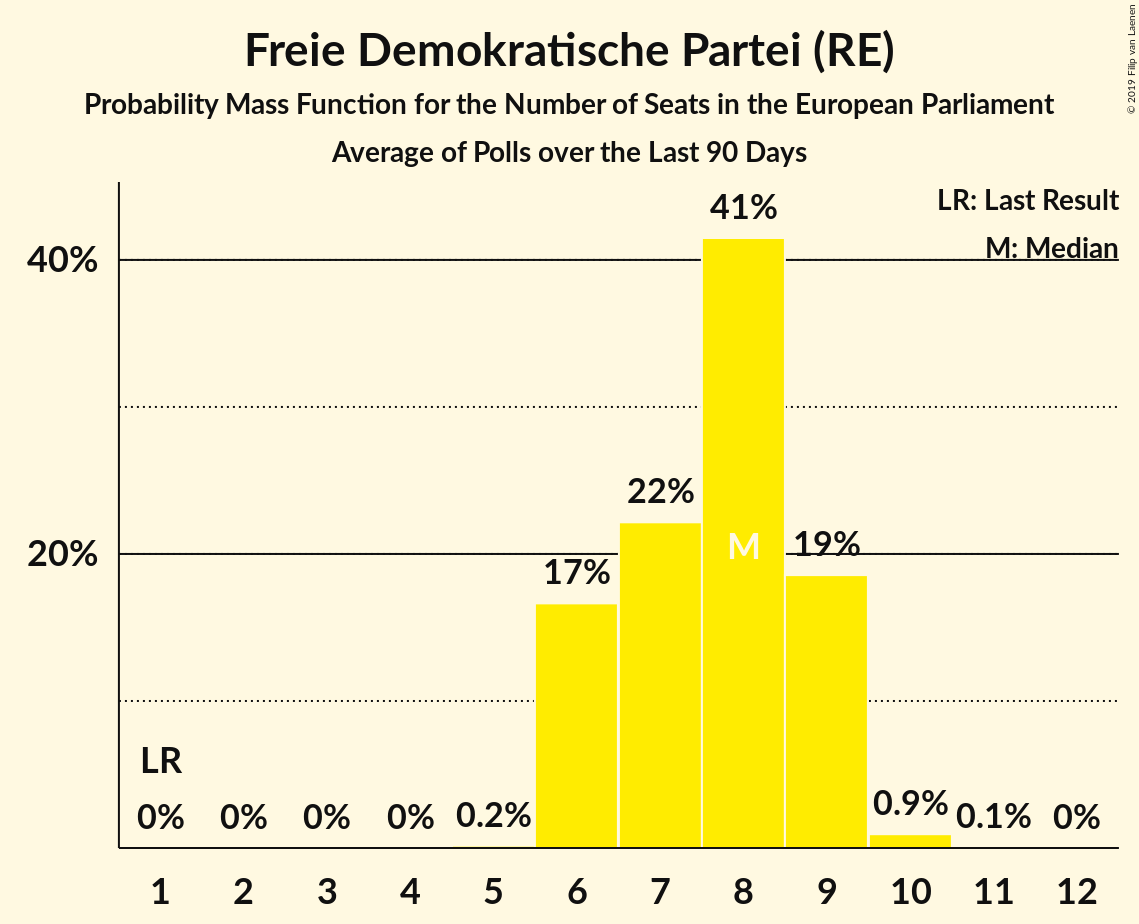 Freie Demokratische Partei (RE)
Probability Mass Function for the Number of Seats in the European Parliament
Average of Polls over the Last 90 Days
© 2019 Filip van Laenen
LR: Last Result
M: Median
41%
40%
22%
M
19%
20%
17%
LR
0% 0% 0% 0% 0.2% 0.9% 0.1% 0%
1 2 3 4 5 6 7 8 9 10 11 12